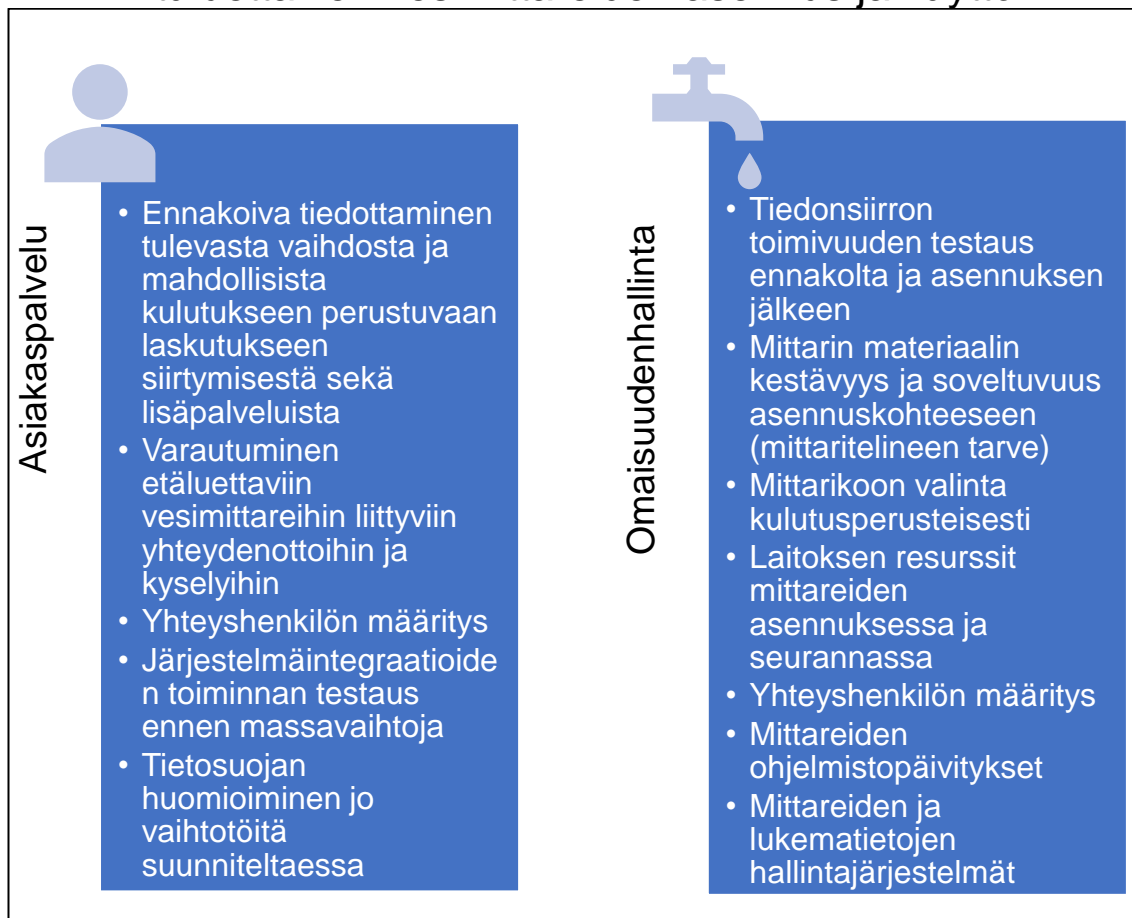 Asiakaspalvelu
• Ennakoiva tiedottaminen
tulevasta vaihdosta ja
mahdollisista
kulutukseen perustuvaan
laskutukseen
siirtymisestä sekä
lisäpalveluista
• Varautuminen
etäluettaviin
vesimittareihin liittyviin
yhteydenottoihin ja
kyselyihin
• Yhteyshenkilön määritys
• Järjestelmäintegraatioide
n toiminnan testaus
ennen massavaihtoja
• Tietosuojan
huomioiminen jo
vaihtotöitä
suunniteltaessa
Omaisuudenhallinta
• Tiedonsiirron
toimivuuden testaus
ennakolta ja asennuksen
jälkeen
• Mittarin materiaalin
kestävyys ja soveltuvuus
asennuskohteeseen
(mittaritelineen tarve)
• Mittarikoon valinta
kulutusperusteisesti
• Laitoksen resurssit
mittareiden
asennuksessa ja
seurannassa
• Yhteyshenkilön määritys
• Mittareiden
ohjelmistopäivitykset
• Mittareiden ja
lukematietojen
hallintajärjestelmät